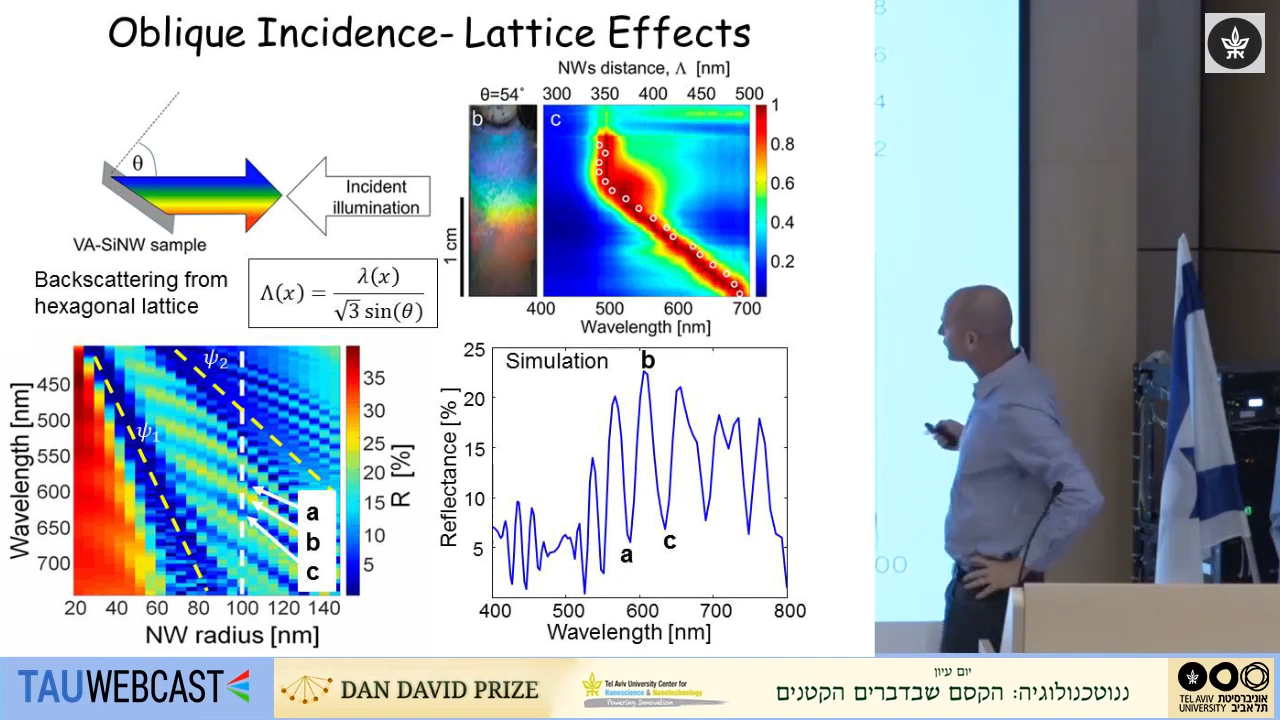 Oblique Incidence- Lattice Effects
NWs distance, Λ [nm]
θ=54˚ 300 350 400 450 500
b c
1
0.8
0.6
0.4
0.2
1 cm
400 500 600 700
Wavelength [nm]
θ
Incident
illumination
VA-SiNW sample
Backscattering from
hexagonal lattice
Λ(x) = λ(x) / √3 sin(θ)
450
500
550
600
650
700
Wavelength [nm]
ψ₁
ψ₂
a
b
c
20 40 60 80 100 120 140
NW radius [nm]
35
30
25
20
15
10
5
R [%]
Simulation
25
20
15
10
5
Reflectance [%]
b
a
c
400 500 600 700 800
Wavelength [nm]
8
6
4
2
00
TAUWEBCAST
DAN DAVID PRIZE
Tel Aviv University Center for
Nanoscience & Nanotechnology
Powering Innovation
יום עיון
ננוטכנולוגיה: הקסם שבדברים הקטנים
TEL AVIV UNIVERSITY
אוניברסיטת תל אביב